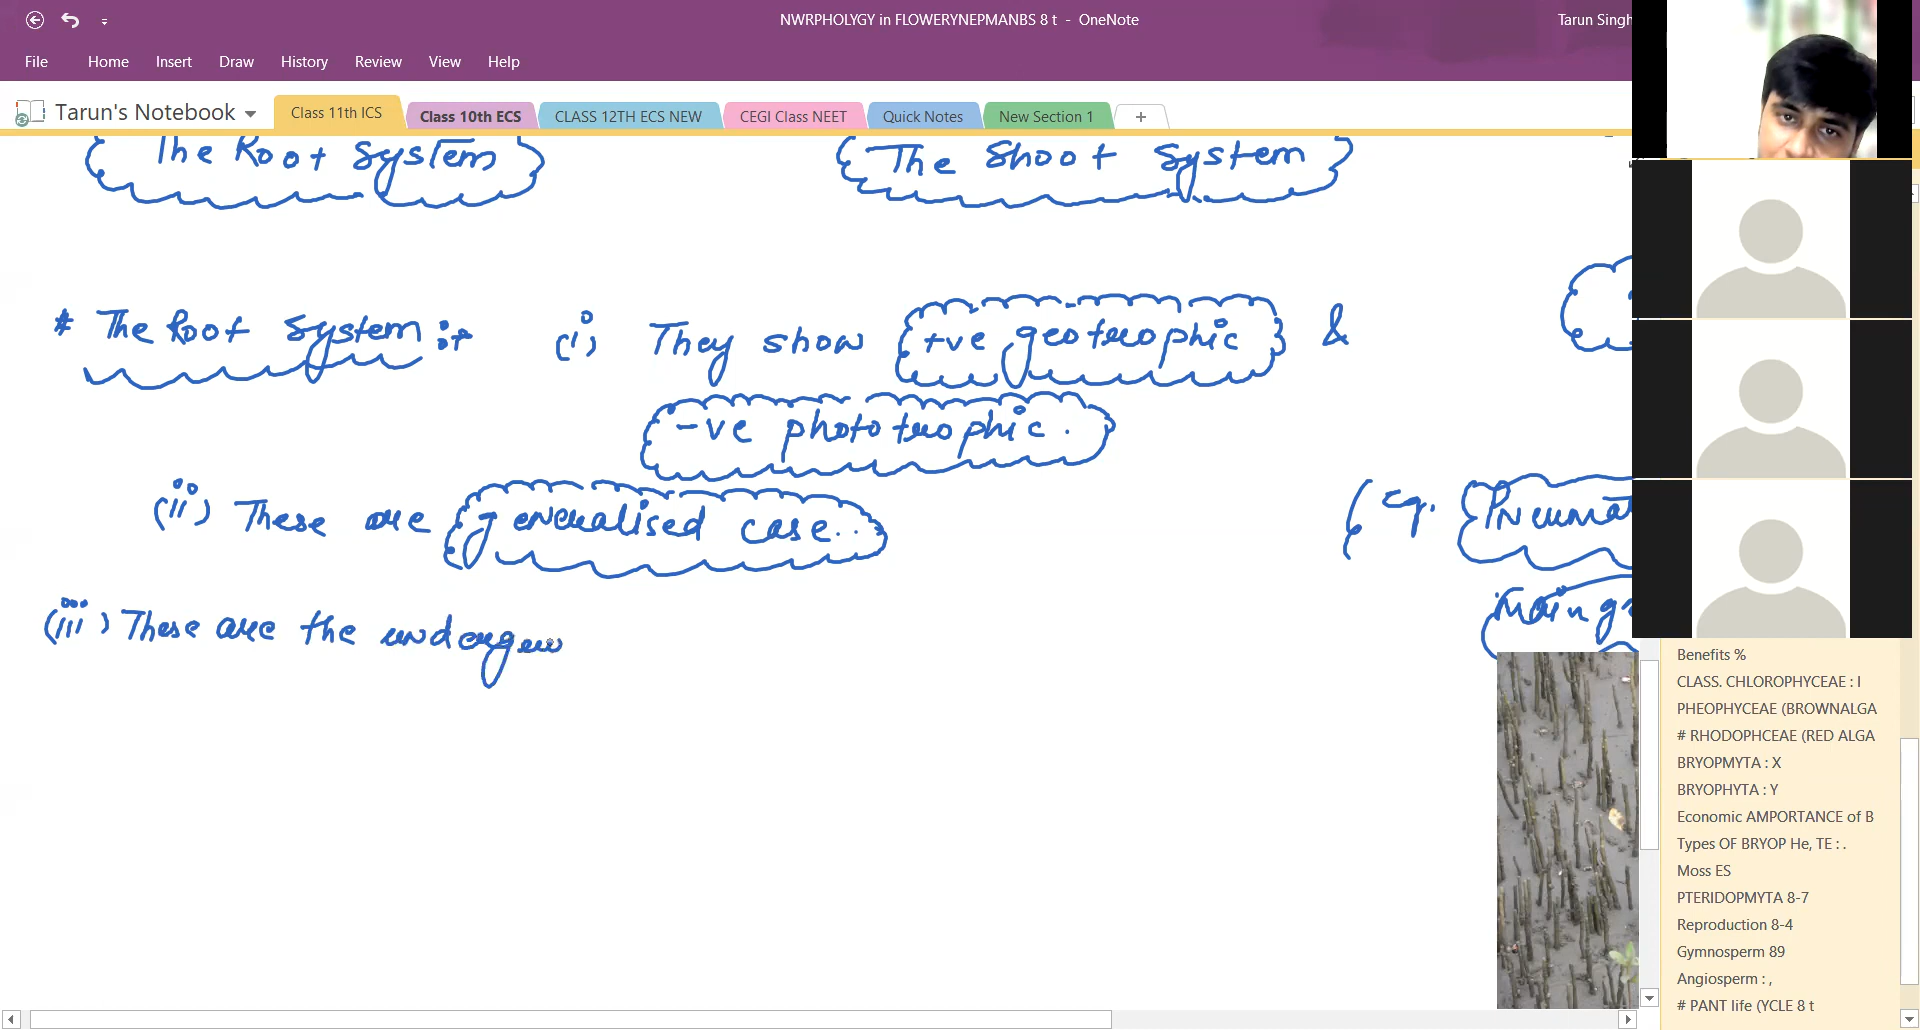 NWRPHOLYGY in FLOWERYNEPMANBS 8 t - OneNote
Tarun Singh
File Home Insert Draw History Review View Help
Tarun's Notebook
Class 11th ICS
Class 10th ECS
CLASS 12TH ECS NEW
CEGI Class NEET
Quick Notes
New Section 1
+
The Root System
The Shoot System
* The Root System :+ (i) They show +ve geotrophic &
-ve phototrophic.
(ii) These are generalised case..
(eg. Pneumat
(iii) These are the undergrou
Benefits %
CLASS. CHLOROPHYCEAE : I
PHEOPHYCEAE (BROWNALGA
# RHODOPHCEAE (RED ALGA
BRYOPMYTA : X
BRYOPHYTA : Y
Economic AMPORTANCE of B
Types OF BRYOP He, TE : .
Moss ES
PTERIDOPMYTA 8-7
Reproduction 8-4
Gymnosperm 89
Angiosperm : ,
# PANT life (YCLE 8 t